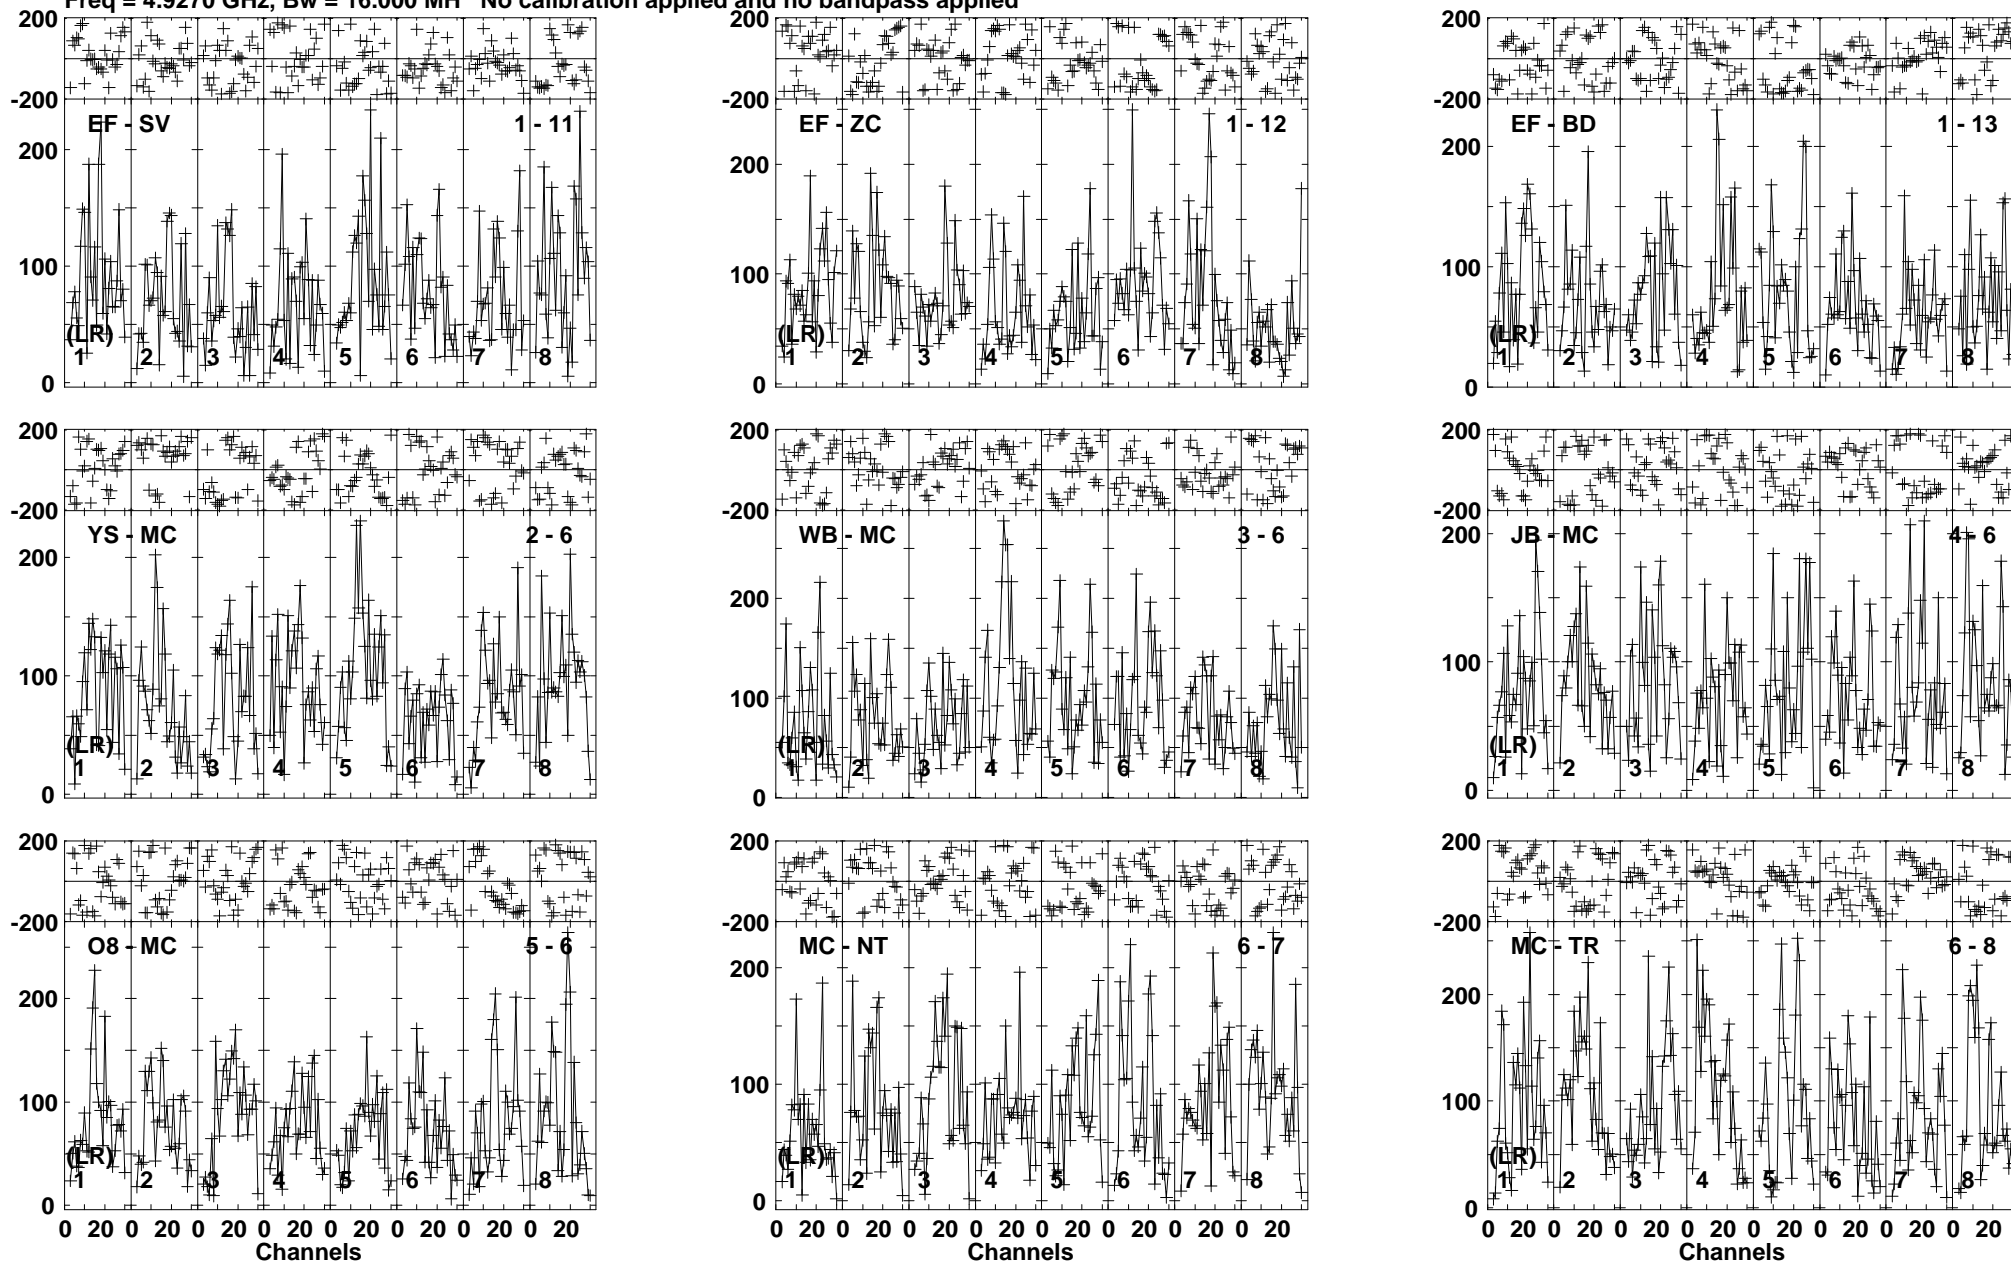 Freq = 4.9270 GHz, Bw = 16.000 MH No calibration applied and no bandpass applied
200 200 200
-200 -200 -200
EF - SV 1 - 11 EF - ZC 1 - 12 EF - BD 1 - 13
200 200 200
100 100 100
(LR) (LR) (LR)
1 2 3 4 5 6 7 8 1 2 3 4 5 6 7 8 1 2 3 4 5 6 7 8
0 0 0
200 200 200
-200 -200 -200
YS - MC 2 - 6 WB - MC 3 - 6 JB - MC 4 - 6
200 200 200
100 100 100
(LR) (LR) (LR)
1 2 3 4 5 6 7 8 1 2 3 4 5 6 7 8 1 2 3 4 5 6 7 8
0 0 0
200 200 200
-200 -200 -200
O8 - MC 5 - 6 MC - NT 6 - 7 MC - TR 6 - 8
200 200 200
100 100 100
(LR) (LR) (LR)
1 2 3 4 5 6 7 8 1 2 3 4 5 6 7 8 1 2 3 4 5 6 7 8
0 0 0
0 20 0 20 0 20 0 20 0 20 0 20 0 20 0 20 0 20 0 20 0 20 0 20 0 20 0 20 0 20 0 20 0 20 0 20 0 20 0 20 0 20 0 20 0 20 0 20
Channels Channels Channels